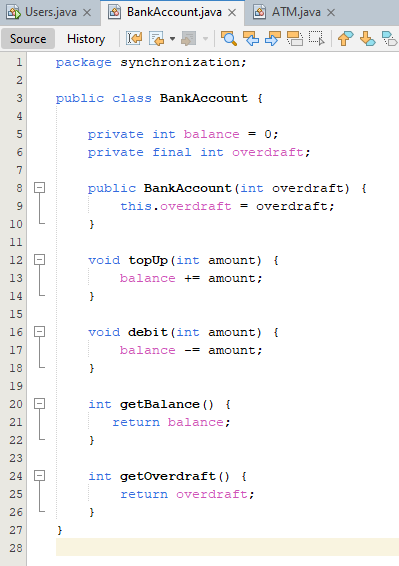 Users.java × BankAccount.java × ATM.java ×
Source History
1 package synchronization;
2
3 public class BankAccount {
4
5 private int balance = 0;
6 private final int overdraft;
7
8 public BankAccount(int overdraft) {
9 this.overdraft = overdraft;
10 }
11
12 void topUp(int amount) {
13 balance += amount;
14 }
15
16 void debit(int amount) {
17 balance -= amount;
18 }
19
20 int getBalance() {
21 return balance;
22 }
23
24 int getOverdraft() {
25 return overdraft;
26 }
27 }
28